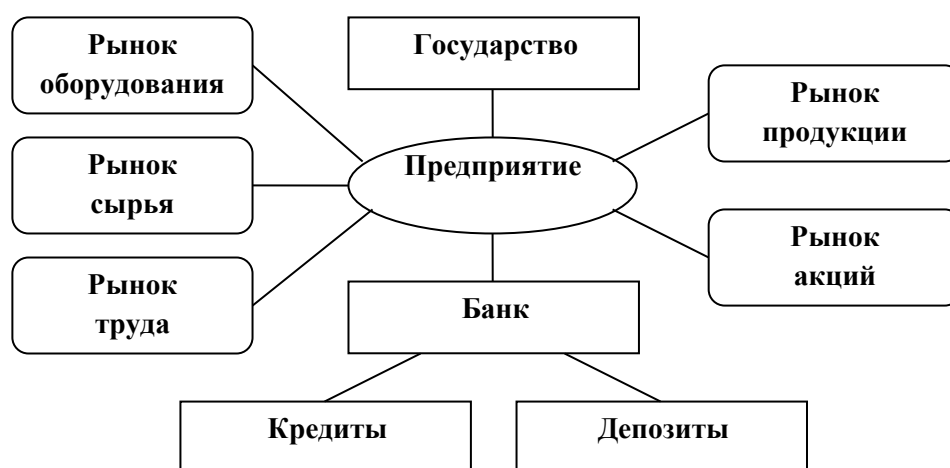 Рынок
оборудования
Государство
Рынок
продукции
Предприятие
Рынок
сырья
Рынок
акций
Рынок
труда
Банк
Кредиты
Депозиты